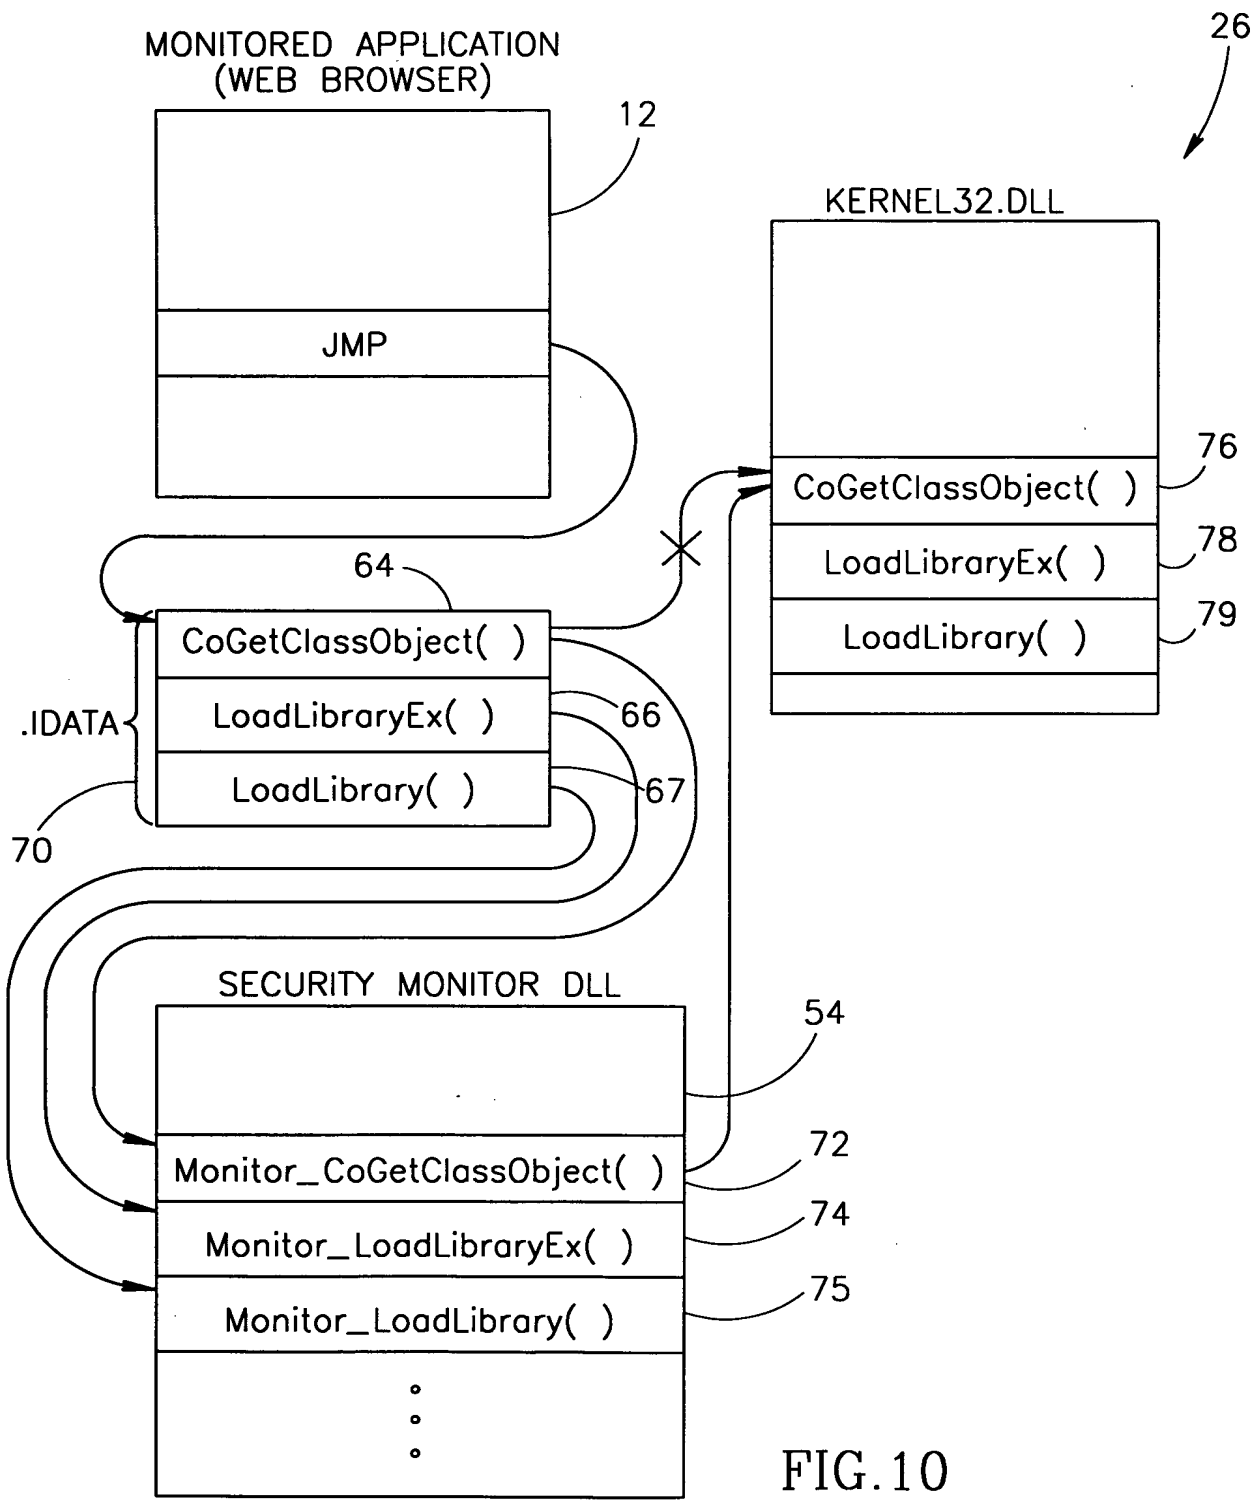 26
MONITORED APPLICATION
(WEB BROWSER)
12
KERNEL32.DLL
JMP
76
CoGetClassObject( )
78
LoadLibraryEx( )
79
LoadLibrary( )
64
CoGetClassObject( )
LoadLibraryEx( )
66
.IDATA
LoadLibrary( )
67
70
SECURITY MONITOR DLL
54
72
Monitor_CoGetClassObject( )
74
Monitor_LoadLibraryEx( )
75
Monitor_LoadLibrary( )
FIG.10